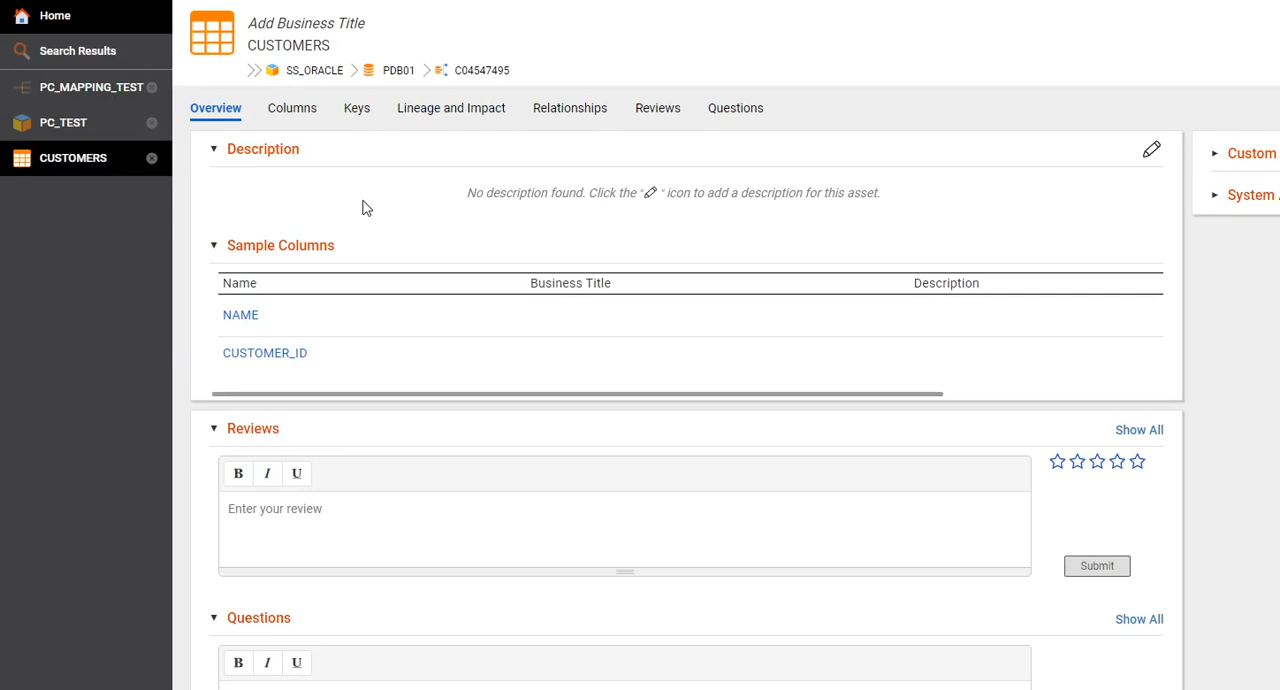 Home
Search Results
PC_MAPPING_TEST
PC_TEST
CUSTOMERS
Add Business Title
CUSTOMERS
SS_ORACLE PDB01 C04547495
Overview Columns Keys Lineage and Impact Relationships Reviews Questions
Description
No description found. Click the " " icon to add a description for this asset.
Sample Columns
Name Business Title Description
NAME
CUSTOMER_ID
Reviews Show All
B I U
Enter your review
Submit
Questions Show All
B I U
Custom
System